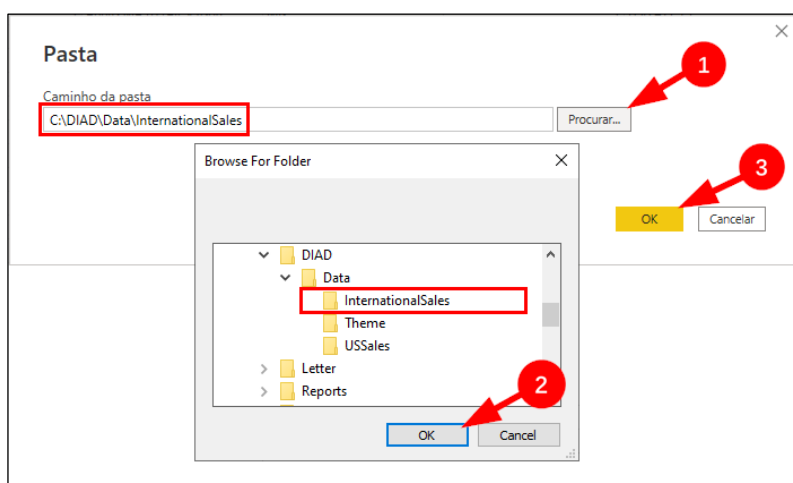 Pasta
1
Caminho da pasta
C:\DIAD\Data\InternationalSales
Procurar...
Browse For Folder
3
OK
Cancelar
DIAD
Data
InternationalSales
Theme
USSales
Letter
Reports
2
OK
Cancel